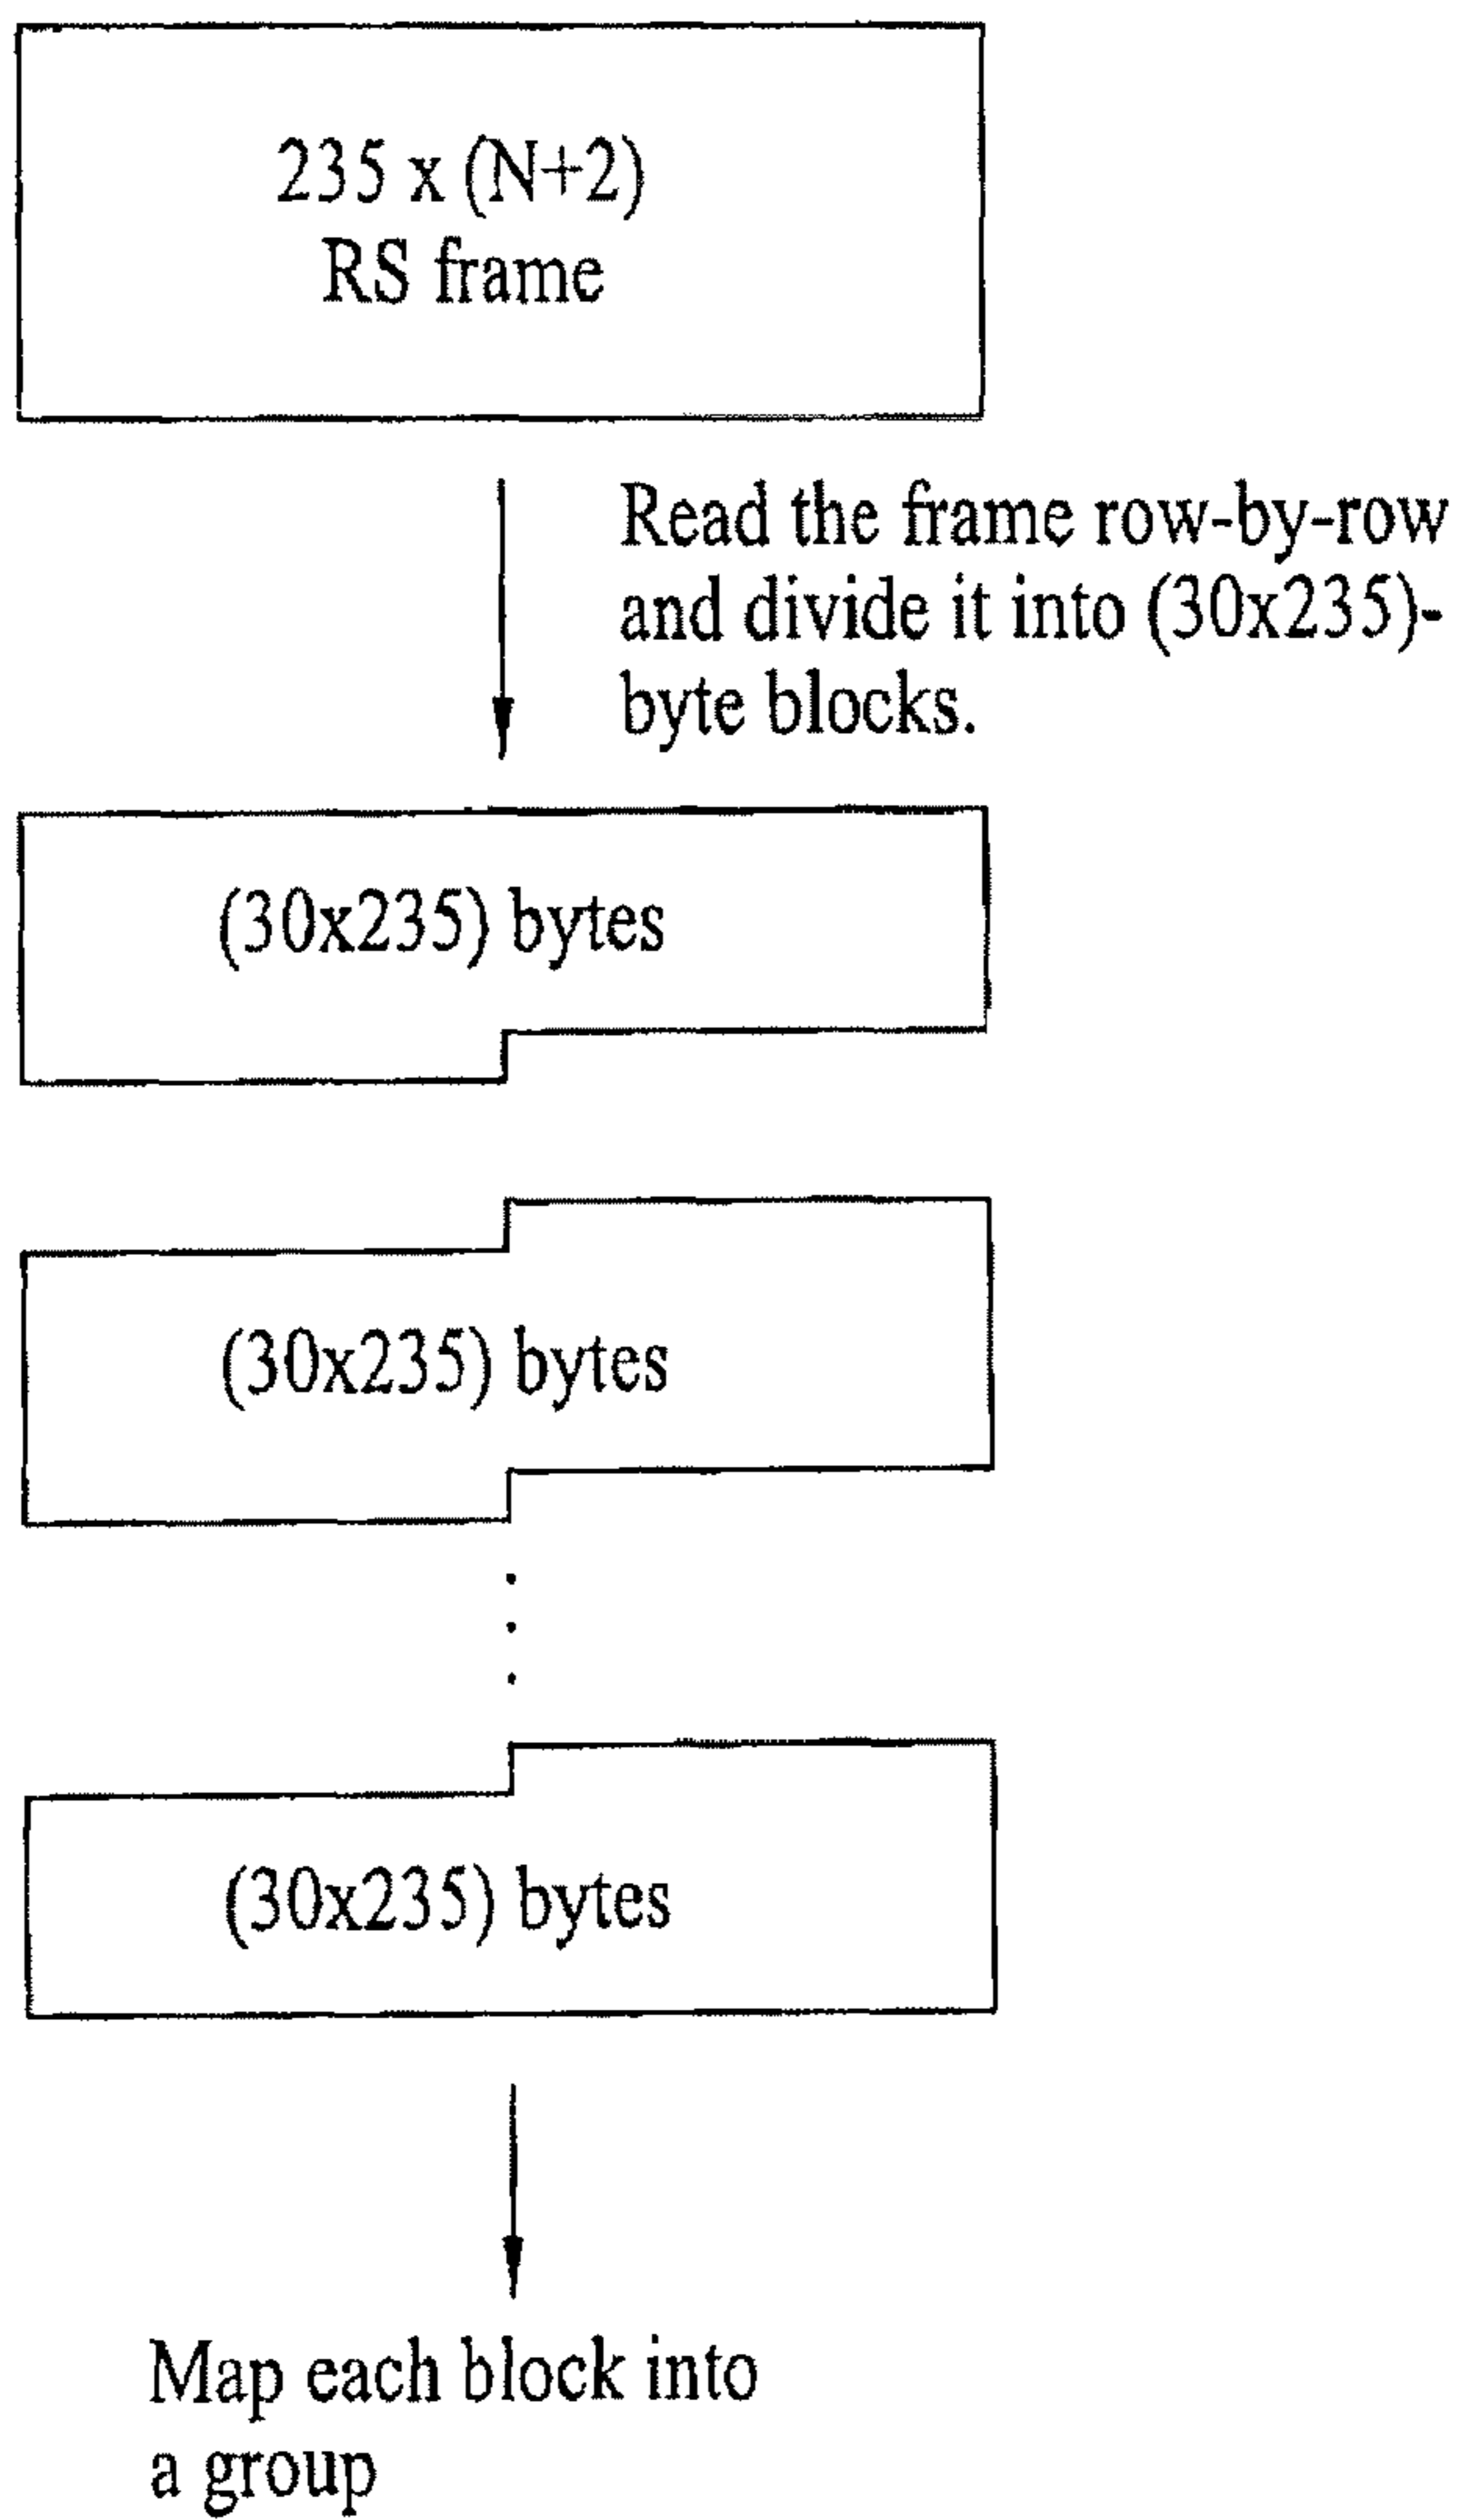 235 x (N+2)
RS frame
Read the frame row-by-row
and divide it into (30x235)-
byte blocks.
(30x235) bytes
(30x235) bytes
(30x235) bytes
Map each block into
a group